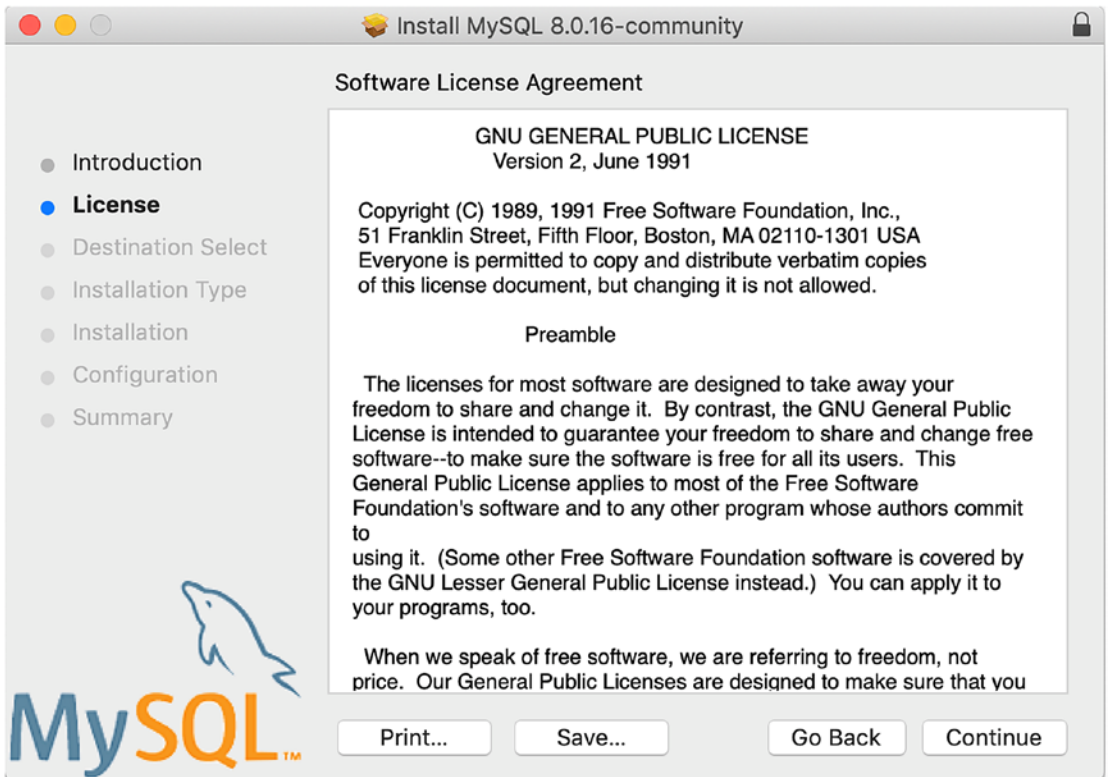 Install MySQL 8.0.16-community
Introduction
License
Destination Select
Installation Type
Installation
Configuration
Summary
MySQL™
Software License Agreement
GNU GENERAL PUBLIC LICENSE
Version 2, June 1991
Copyright (C) 1989, 1991 Free Software Foundation, Inc.,
51 Franklin Street, Fifth Floor, Boston, MA 02110-1301 USA
Everyone is permitted to copy and distribute verbatim copies
of this license document, but changing it is not allowed.
Preamble
The licenses for most software are designed to take away your
freedom to share and change it.  By contrast, the GNU General Public
License is intended to guarantee your freedom to share and change free
software--to make sure the software is free for all its users.  This
General Public License applies to most of the Free Software
Foundation's software and to any other program whose authors commit
to
using it.  (Some other Free Software Foundation software is covered by
the GNU Lesser General Public License instead.)  You can apply it to
your programs, too.
When we speak of free software, we are referring to freedom, not
price.  Our General Public Licenses are designed to make sure that you
Print...
Save...
Go Back
Continue